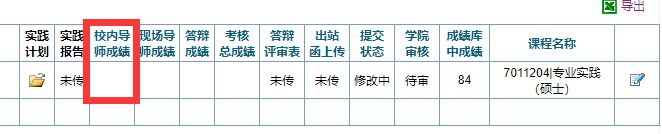 导出
实践计划 实践报告 校内导师成绩 现场导师成绩 答辩成绩 考核总成绩 答辩评审表 出站函上传 提交状态 学院审核 成绩库中成绩 课程名称
未传 未传 未传 修改中 待审 84 7011204|专业实践
(硕士)